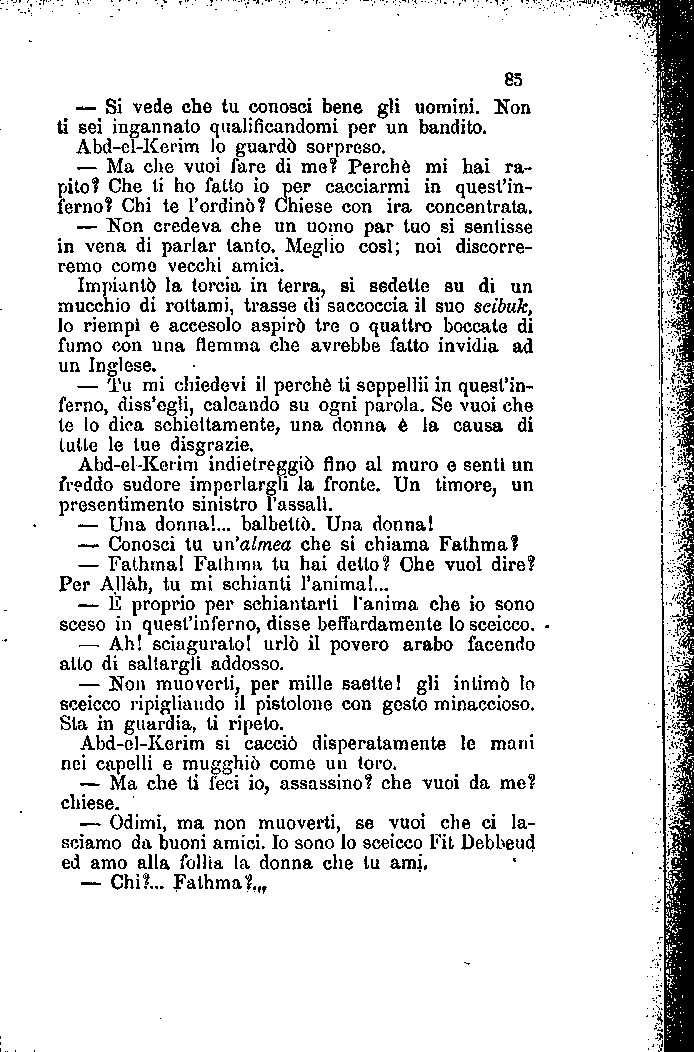 85
— Si vede che tu conosci bene gli uomini. Non
ti sei ingannato qualificandomi per un bandito.
Abd-el-Kerim lo guardò sorpreso.
— Ma che vuoi fare di me? Perchè mi hai ra-
pito? Che ti ho fatto io per cacciarmi in quest'in-
ferno? Chi te l'ordinò? Chiese con ira concentrata.
— Non credeva che un uomo par tuo si sentisse
in vena di parlar tanto. Meglio così; noi discorre-
remo come vecchi amici.
Impiantò la torcia in terra, si sedette su di un
mucchio di rottami, trasse di saccoccia il suo scibuk,
lo riempì e accesolo aspirò tre o quattro boccate di
fumo con una flemma che avrebbe fatto invidia ad
un Inglese.
— Tu mi chiedevi il perchè ti seppellii in quest'in-
ferno, diss'egli, calcando su ogni parola. Se vuoi che
te lo dica schiettamente, una donna è la causa di
tutte le tue disgrazie.
Abd-el-Kerim indietreggiò fino al muro e sentì un
freddo sudore imperlargli la fronte. Un timore, un
presentimento sinistro l'assalì.
— Una donna!... balbettò. Una donna!
— Conosci tu un'almea che si chiama Fathma?
— Fathma! Fathma tu hai detto? Che vuol dire?
Per Allàh, tu mi schianti l'anima!...
— È proprio per schiantarti l'anima che io sono
sceso in quest'inferno, disse beffardamente lo sceicco.
— Ah! sciagurato! urlò il povero arabo facendo
atto di saltargli addosso.
— Non muoverti, per mille saette! gli intimò lo
sceicco ripigliando il pistolone con gesto minaccioso.
Sta in guardia, ti ripeto.
Abd-el-Kerim si cacciò disperatamente le mani
nei capelli e mugghiò come un toro.
— Ma che ti feci io, assassino? che vuoi da me?
chiese.
— Odimi, ma non muoverti, se vuoi che ci la-
sciamo da buoni amici. Io sono lo sceicco Fit Debbeud
ed amo alla follia la donna che tu ami.
— Chi?... Fathma?...